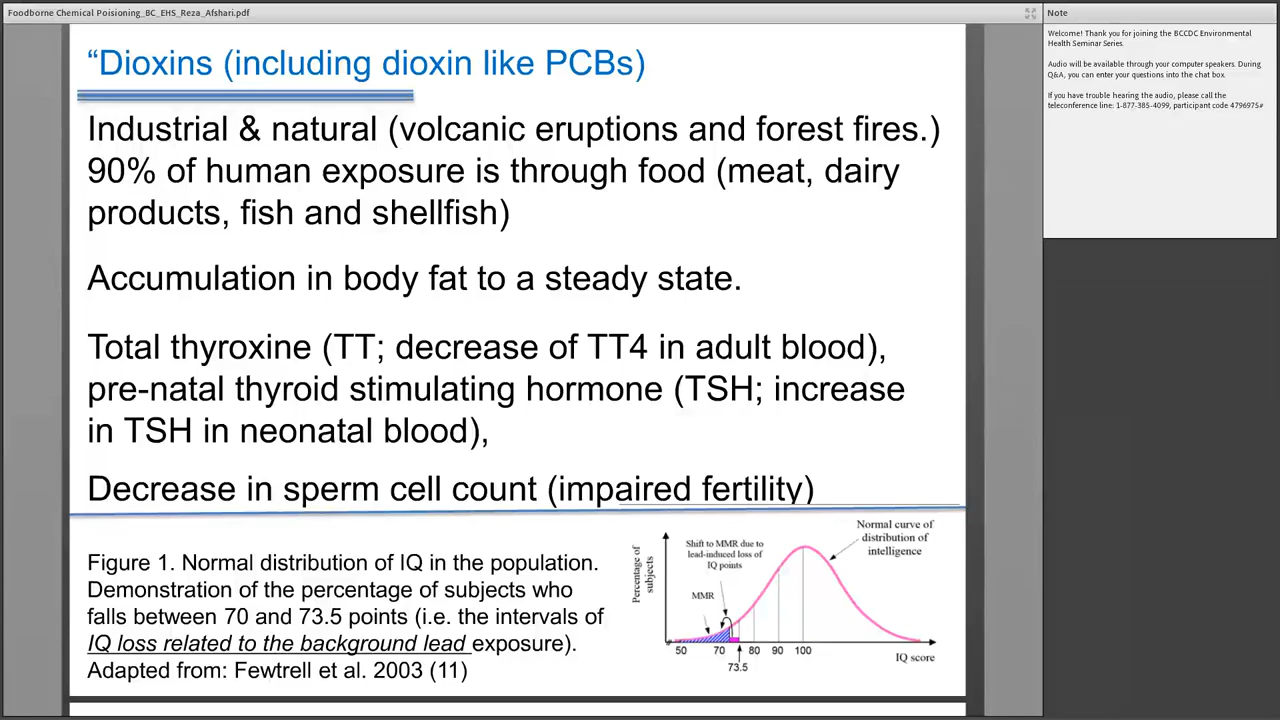 Foodborne Chemical Poisioning_BC_EHS_Reza_Afshari.pdf
“Dioxins (including dioxin like PCBs)
Industrial & natural (volcanic eruptions and forest fires.)
90% of human exposure is through food (meat, dairy
products, fish and shellfish)
Accumulation in body fat to a steady state.
Total thyroxine (TT; decrease of TT4 in adult blood),
pre-natal thyroid stimulating hormone (TSH; increase
in TSH in neonatal blood),
Decrease in sperm cell count (impaired fertility)
Figure 1. Normal distribution of IQ in the population.
Demonstration of the percentage of subjects who
falls between 70 and 73.5 points (i.e. the intervals of
IQ loss related to the background lead exposure).
Adapted from: Fewtrell et al. 2003 (11)
Percentage of
subjects
Shift to MMR due to
lead-induced loss of
IQ points
MMR
Normal curve of
distribution of
intelligence
50 70 80 90 100
73.5
IQ score
Note
Welcome! Thank you for joining the BCCDC Environmental
Health Seminar Series.
Audio will be available through your computer speakers. During
Q&A, you can enter your questions into the chat box.
If you have trouble hearing the audio, please call the
teleconference line: 1-877-385-4099, participant code 4796975#